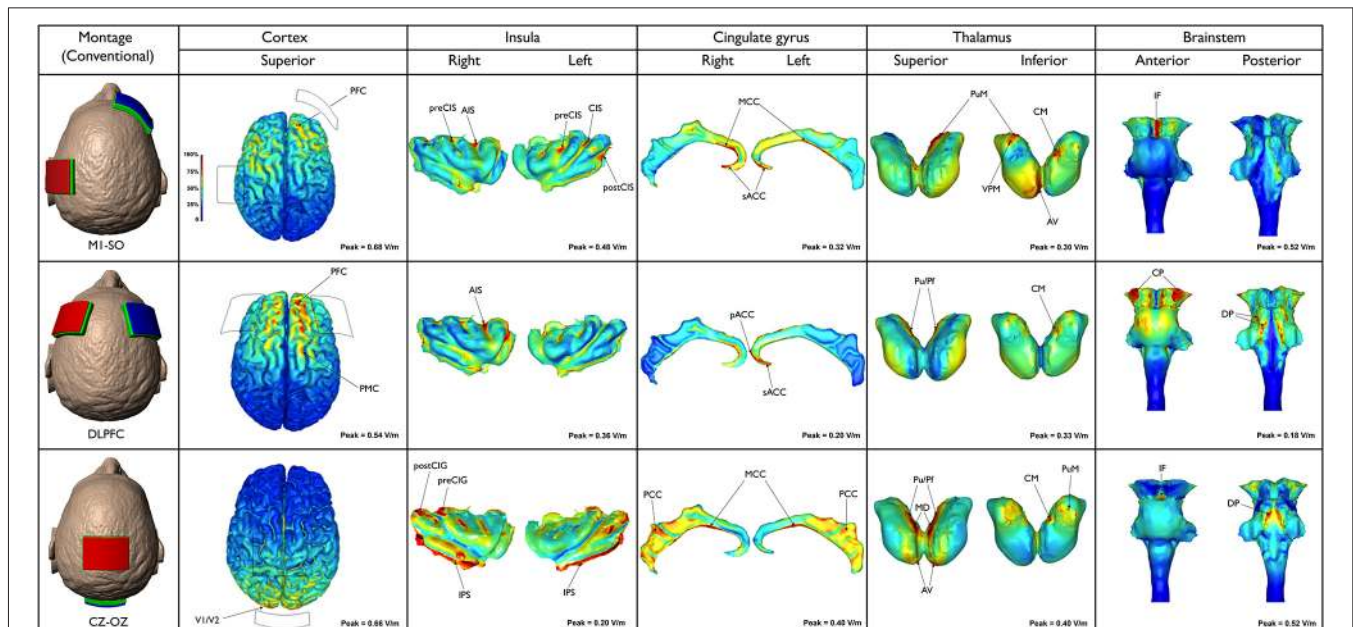 Montage
(Conventional)
Cortex
Insula
Cingulate gyrus
Thalamus
Brainstem
Superior
Right
Left
Right
Left
Superior
Inferior
Anterior
Posterior
PFC
preCIS
AIS
preCIS
CIS
postCIS
MCC
sACC
PuM
CM
VPM
AV
IF
100%
75%
50%
25%
0
M1-SO
Peak = 0.68 V/m
Peak = 0.48 V/m
Peak = 0.32 V/m
Peak = 0.30 V/m
Peak = 0.52 V/m
PFC
PMC
AIS
pACC
sACC
Pu/Pf
CM
CP
DP
DLPFC
Peak = 0.54 V/m
Peak = 0.36 V/m
Peak = 0.20 V/m
Peak = 0.33 V/m
Peak = 0.18 V/m
postCIG
preCIG
IPS
IPS
PCC
MCC
PCC
Pu/Pf
MD
AV
CM
PuM
IF
DP
V1/V2
CZ-OZ
Peak = 0.66 V/m
Peak = 0.20 V/m
Peak = 0.40 V/m
Peak = 0.40 V/m
Peak = 0.52 V/m